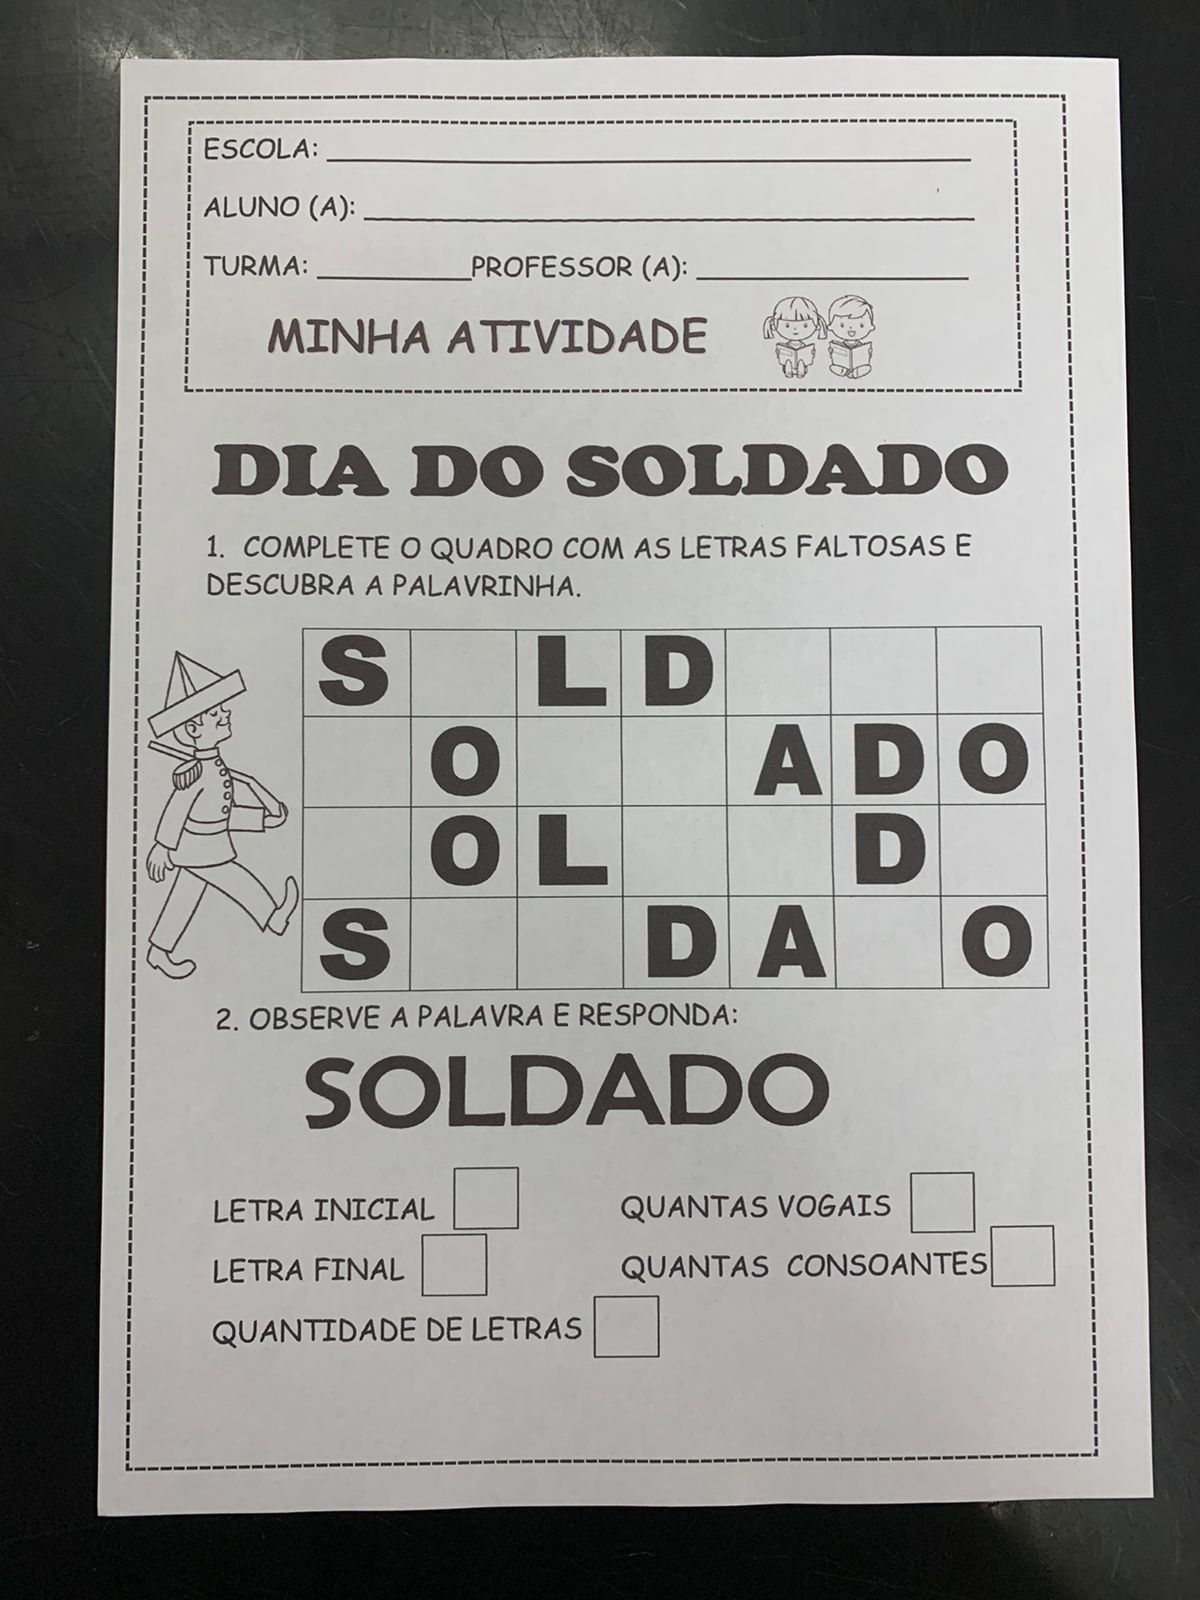 ESCOLA:
ALUNO (A):
TURMA: PROFESSOR (A):
MINHA ATIVIDADE
DIA DO SOLDADO
1. COMPLETE O QUADRO COM AS LETRAS FALTOSAS E
DESCUBRA A PALAVRINHA.
S L D
O A D O
O L D
S D A O
2. OBSERVE A PALAVRA E RESPONDA:
SOLDADO
LETRA INICIAL QUANTAS VOGAIS
LETRA FINAL QUANTAS CONSOANTES
QUANTIDADE DE LETRAS